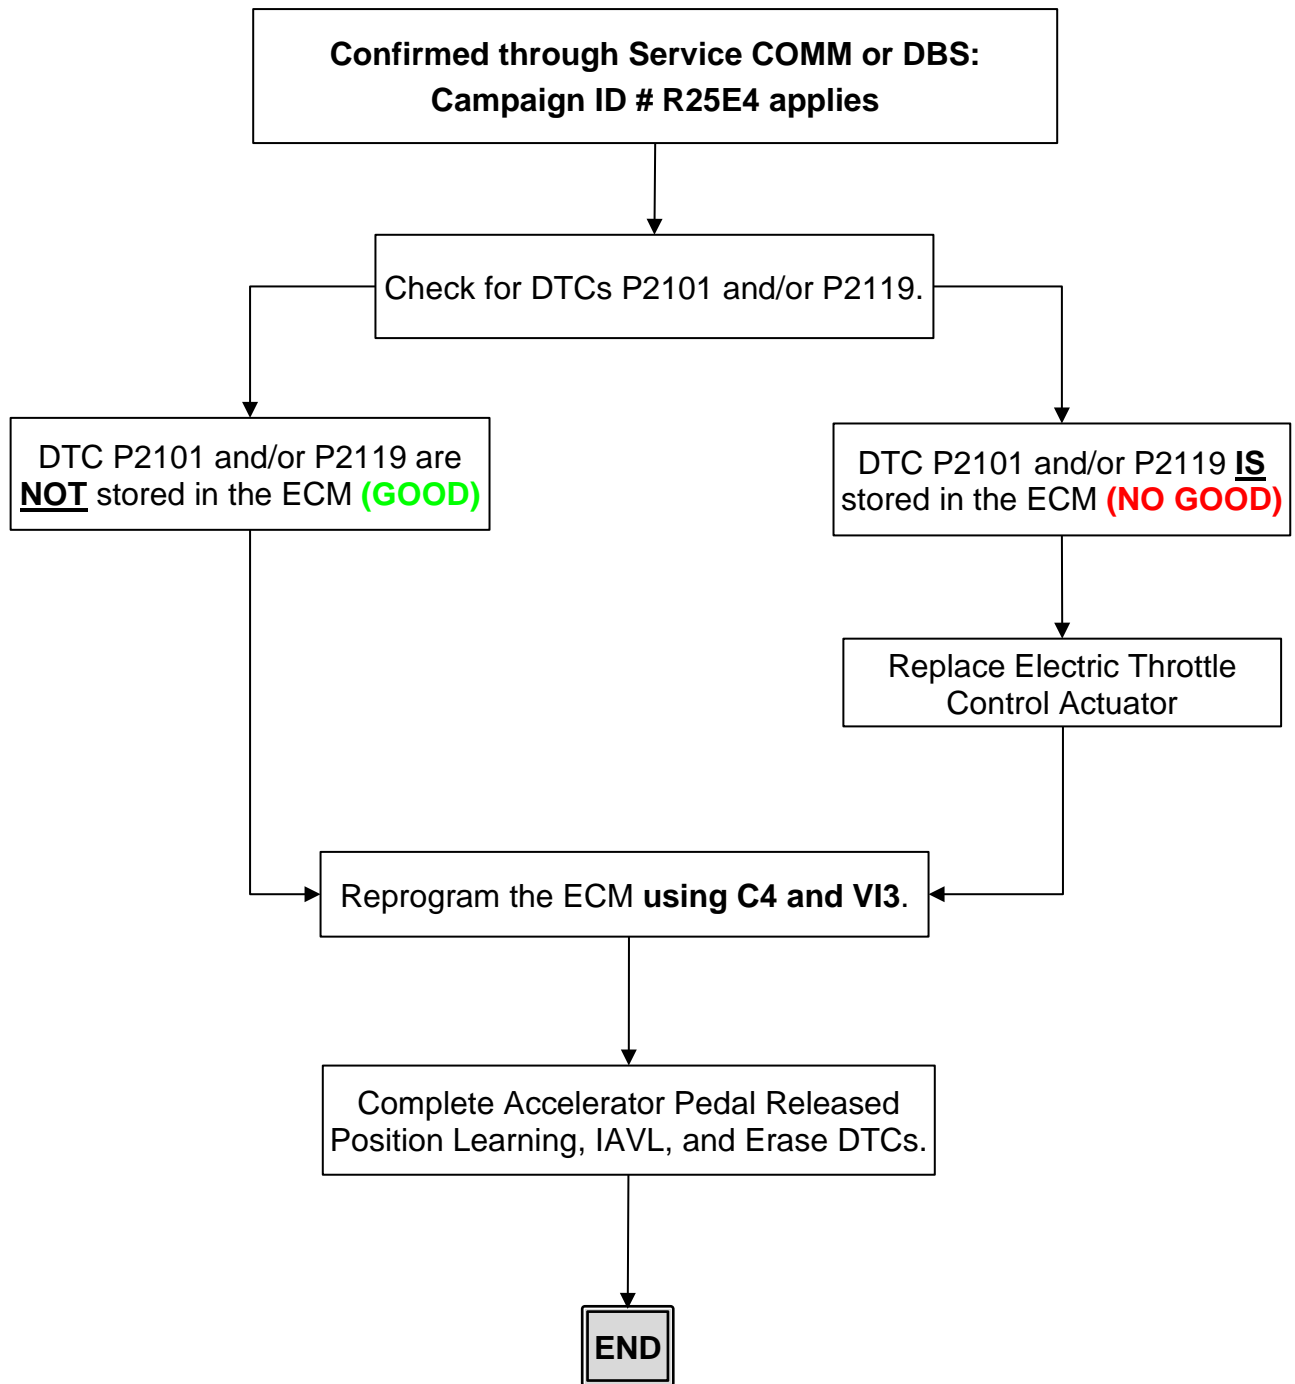 Confirmed through Service COMM or DBS:
Campaign ID # R25E4 applies
Check for DTCs P2101 and/or P2119.
DTC P2101 and/or P2119 are
NOT stored in the ECM (GOOD)
DTC P2101 and/or P2119 IS
stored in the ECM (NO GOOD)
Replace Electric Throttle
Control Actuator
Reprogram the ECM using C4 and VI3.
Complete Accelerator Pedal Released
Position Learning, IAVL, and Erase DTCs.
END